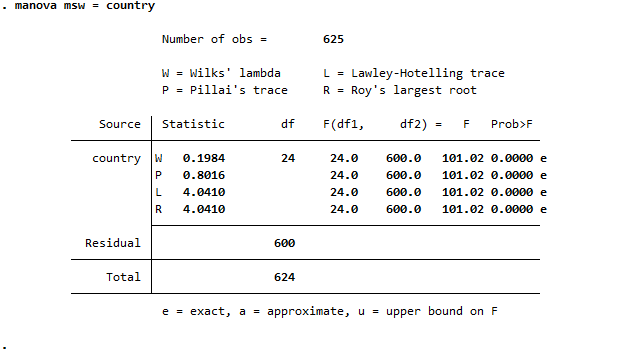 . manova msw = country
Number of obs = 625
W = Wilks' lambda L = Lawley-Hotelling trace
P = Pillai's trace R = Roy's largest root
Source Statistic df F(df1, df2) = F Prob>F
country W 0.1984 24 24.0 600.0 101.02 0.0000 e
P 0.8016 24.0 600.0 101.02 0.0000 e
L 4.0410 24.0 600.0 101.02 0.0000 e
R 4.0410 24.0 600.0 101.02 0.0000 e
Residual 600
Total 624
e = exact, a = approximate, u = upper bound on F
.